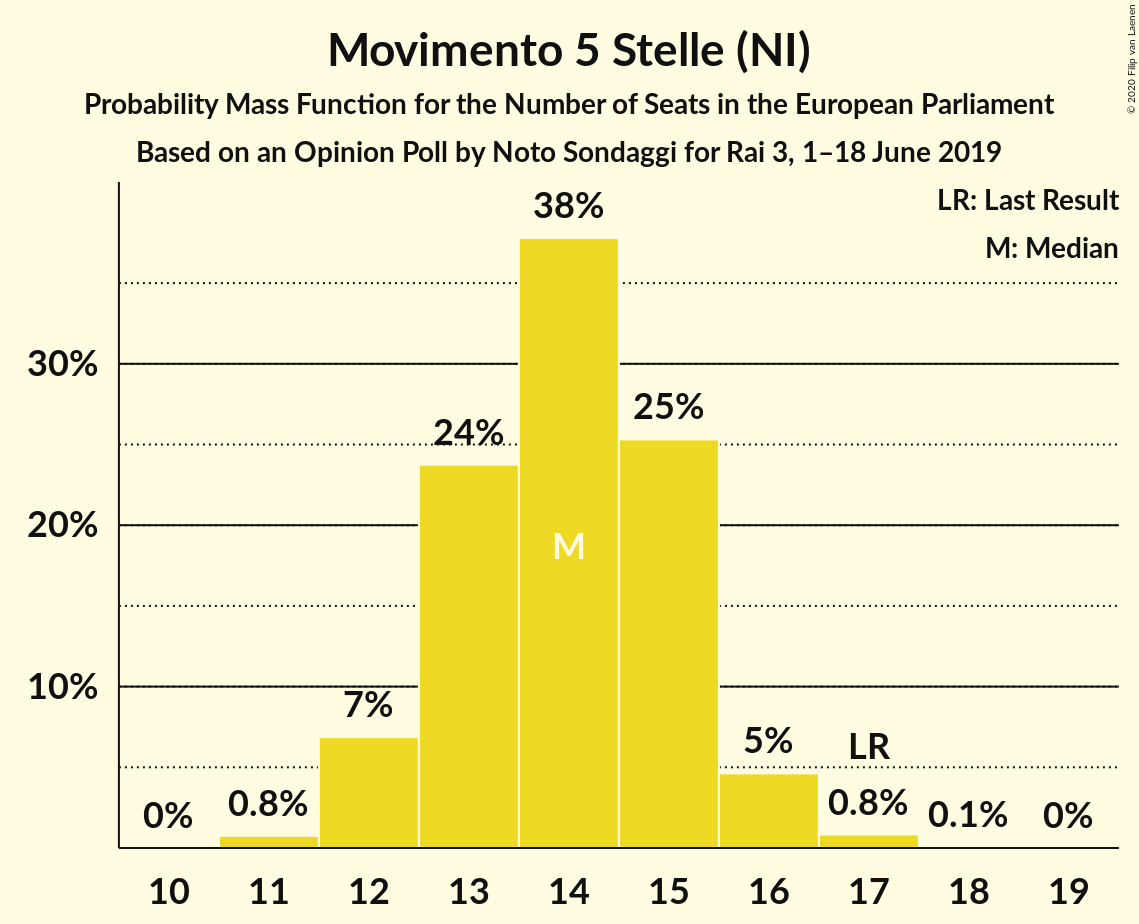 Movimento 5 Stelle (NI)
Probability Mass Function for the Number of Seats in the European Parliament
Based on an Opinion Poll by Noto Sondaggi for Rai 3, 1–18 June 2019
© 2020 Filip van Laenen
LR: Last Result
M: Median
38%
30%
25%
24%
20%
M
10%
7%
5%
LR
0%
0.8%
0.8%
0.1%
0%
10 11 12 13 14 15 16 17 18 19